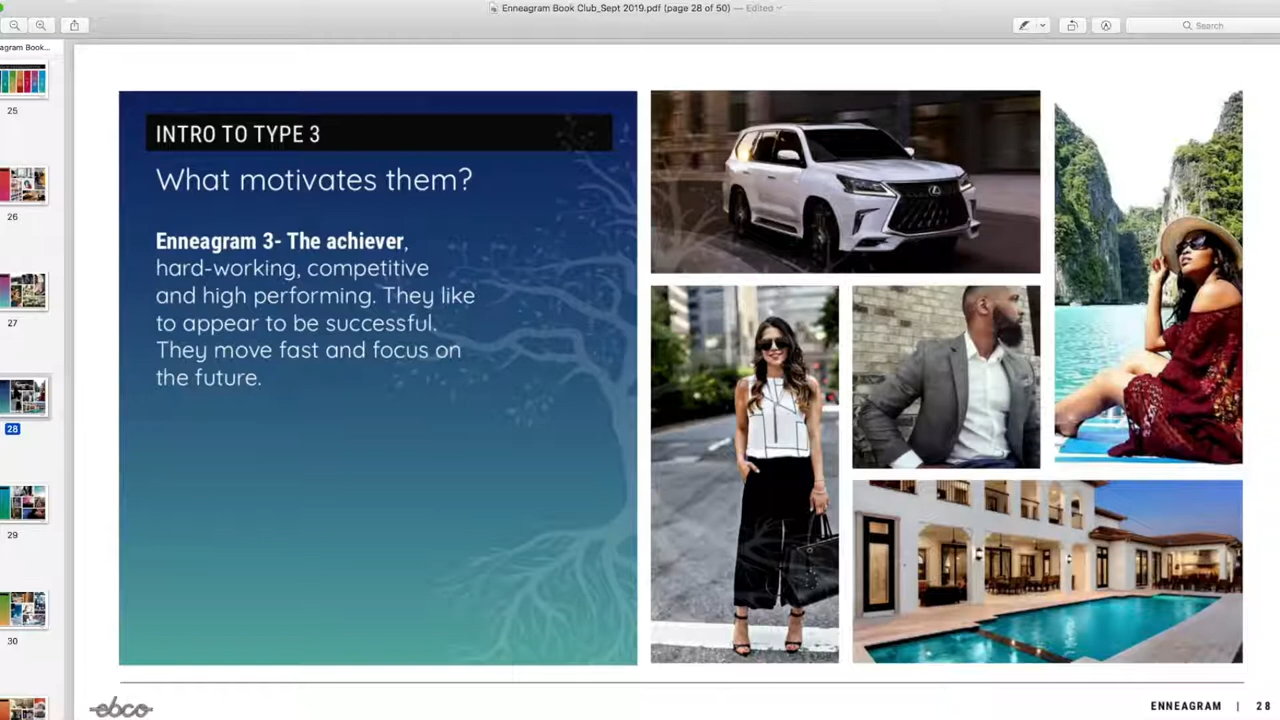 Enneagram Book Club_Sept 2019.pdf (page 28 of 50) — Edited
Search
agram Book...
25
26
27
28
29
30
INTRO TO TYPE 3
What motivates them?
Enneagram 3- The achiever,
hard-working, competitive
and high performing. They like
to appear to be successful.
They move fast and focus on
the future.
ebco
ENNEAGRAM | 28